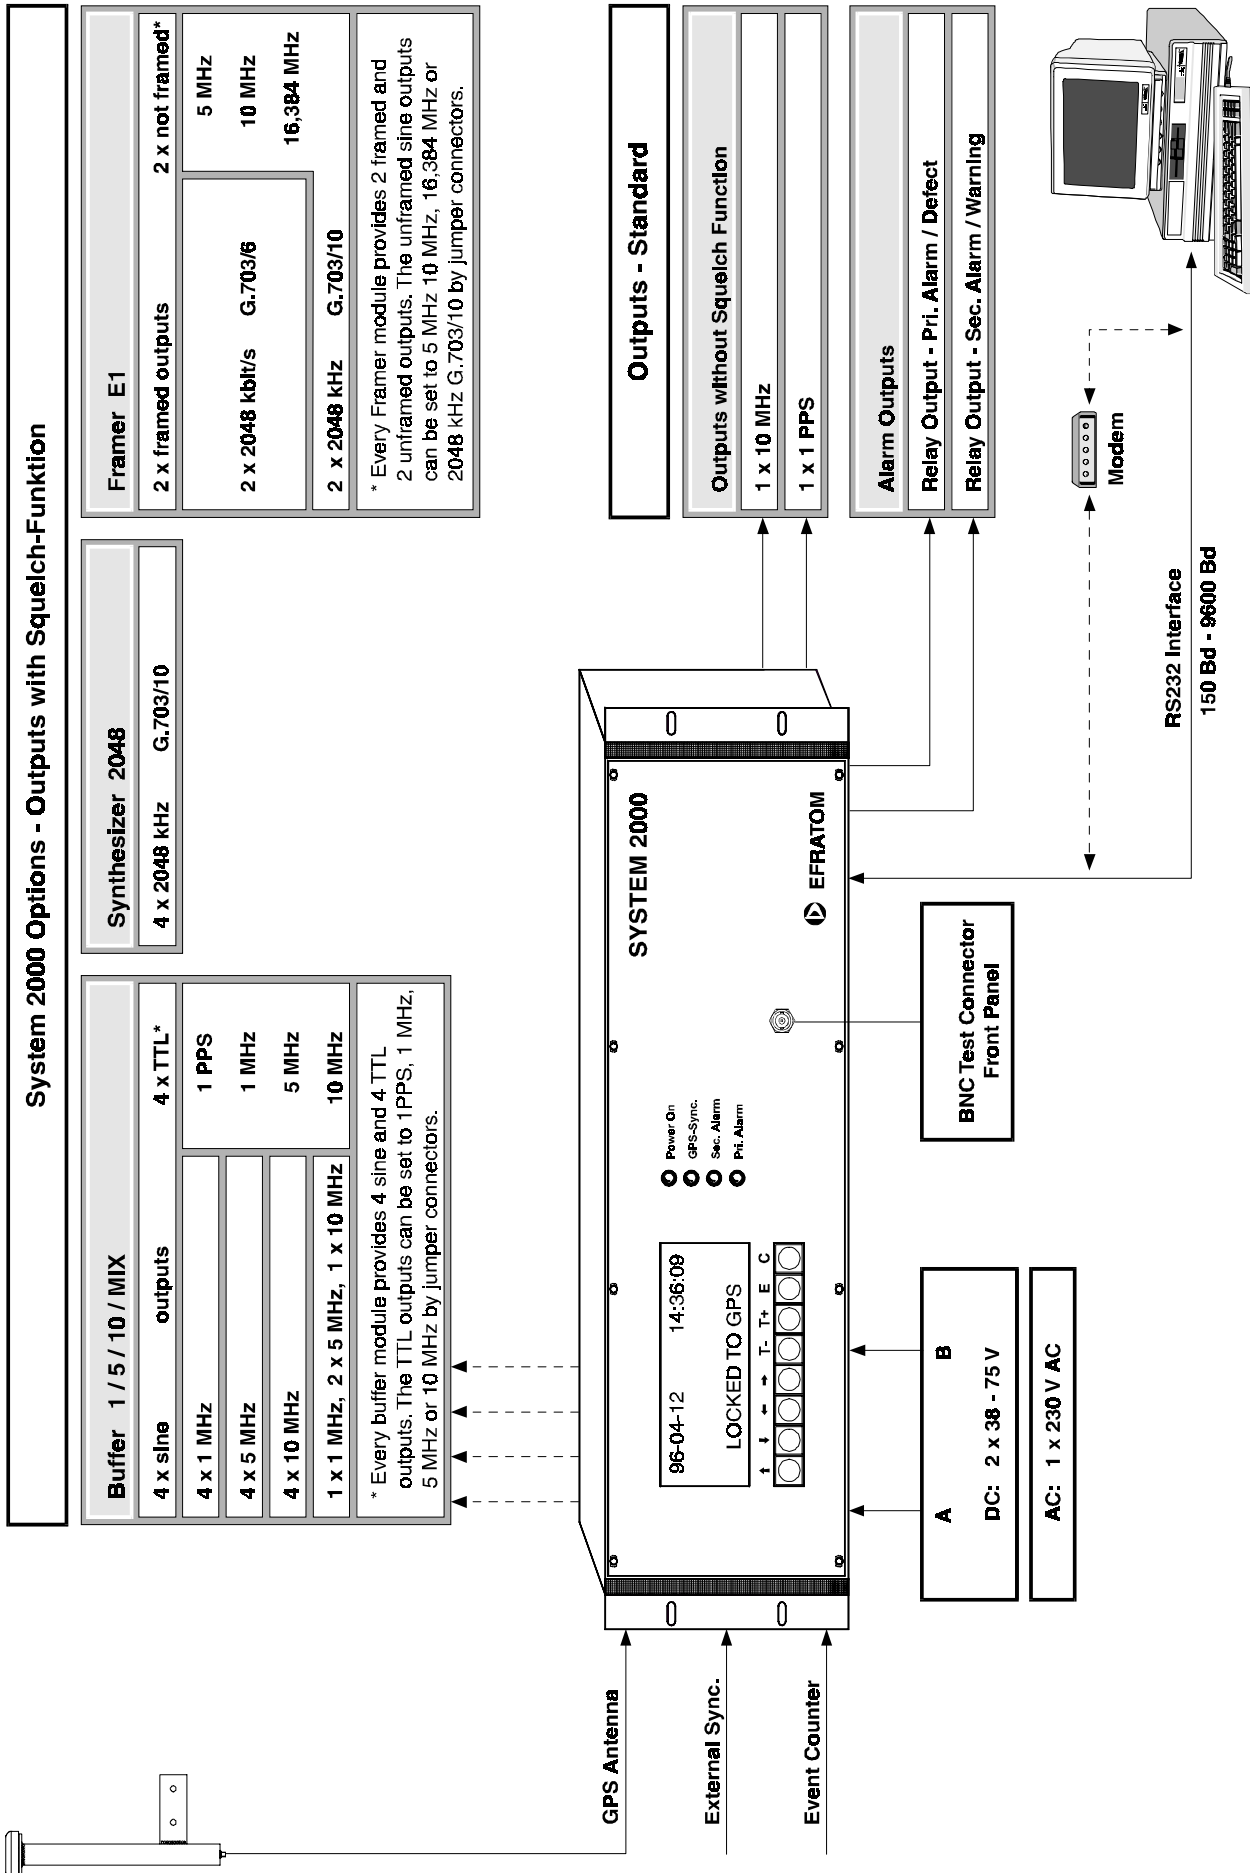 System 2000 Options - Outputs with Squelch-Funktion
Buffer 1 / 5 / 10 / MIX
4 x sine outputs 4 x TTL*
4 x 1 MHz
4 x 5 MHz
4 x 10 MHz
1 x 1 MHz, 2 x 5 MHz, 1 x 10 MHz
1 PPS
1 MHz
5 MHz
10 MHz
* Every buffer module provides 4 sine and 4 TTL
outputs. The TTL outputs can be set to 1PPS, 1 MHz,
5 MHz or 10 MHz by jumper connectors.
Synthesizer 2048
4 x 2048 kHz G.703/10
Framer E1
2 x framed outputs 2 x not framed*
2 x 2048 kbit/s G.703/6
2 x 2048 kHz G.703/10
5 MHz
10 MHz
16,384 MHz
* Every Framer module provides 2 framed and
2 unframed outputs. The unframed sine outputs
can be set to 5 MHz 10 MHz, 16,384 MHz or
2048 kHz G.703/10 by jumper connectors.
Outputs - Standard
Outputs without Squelch Function
1 x 10 MHz
1 x 1 PPS
Alarm Outputs
Relay Output - Pri. Alarm / Defect
Relay Output - Sec. Alarm / Warning
GPS Antenna
External Sync.
Event Counter
96-04-12 14:36:09
LOCKED TO GPS
↑ ↓ ← → T- T+ E C
Power On
GPS-Sync.
Sec. Alarm
Pri. Alarm
SYSTEM 2000
EFRATOM
A B
DC: 2 x 38 - 75 V
AC: 1 x 230 V AC
BNC Test Connector
Front Panel
Modem
RS232 Interface
150 Bd - 9600 Bd